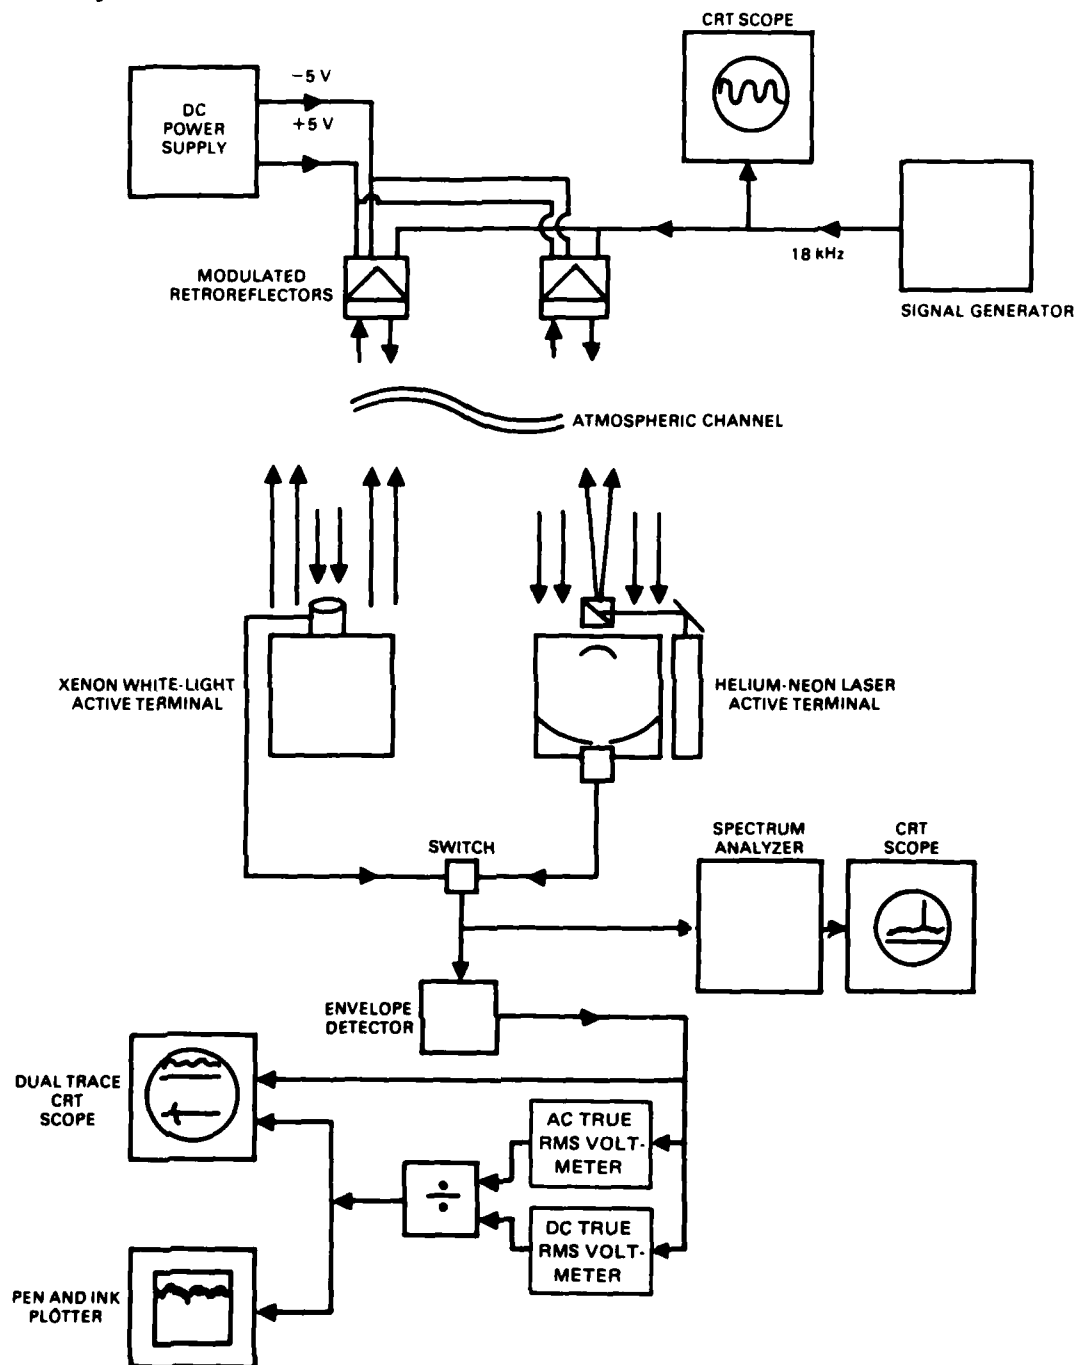 CRT SCOPE
DC
POWER
SUPPLY
−5 V
+5 V
18 kHz
SIGNAL GENERATOR
MODULATED
RETROREFLECTORS
ATMOSPHERIC CHANNEL
XENON WHITE-LIGHT
ACTIVE TERMINAL
HELIUM-NEON LASER
ACTIVE TERMINAL
SWITCH
SPECTRUM
ANALYZER
CRT
SCOPE
ENVELOPE
DETECTOR
DUAL TRACE
CRT
SCOPE
AC TRUE
RMS VOLT-
METER
÷
DC TRUE
RMS VOLT-
METER
PEN AND INK
PLOTTER